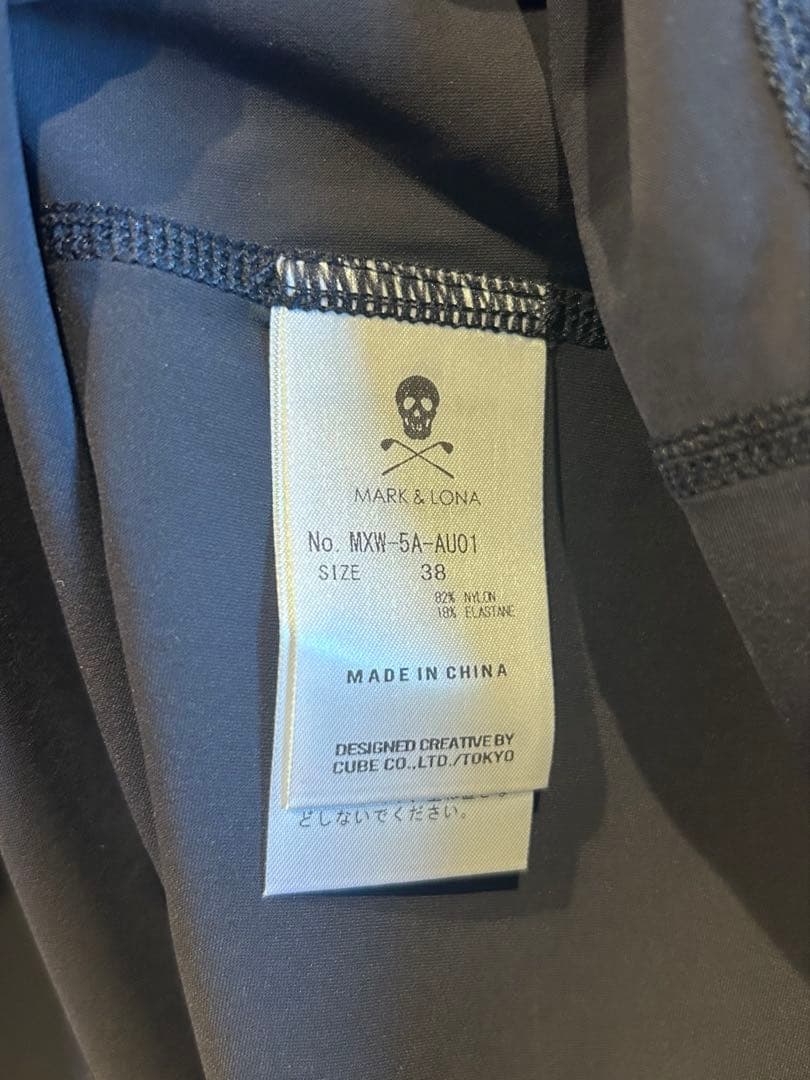 MARK & LONA
No. MXW-5A-AU01
SIZE 38
82% NYLON
18% ELASTANE
MADE IN CHINA
DESIGNED CREATIVE BY
CUBE CO.,LTD./TOKYO
どしないでください。